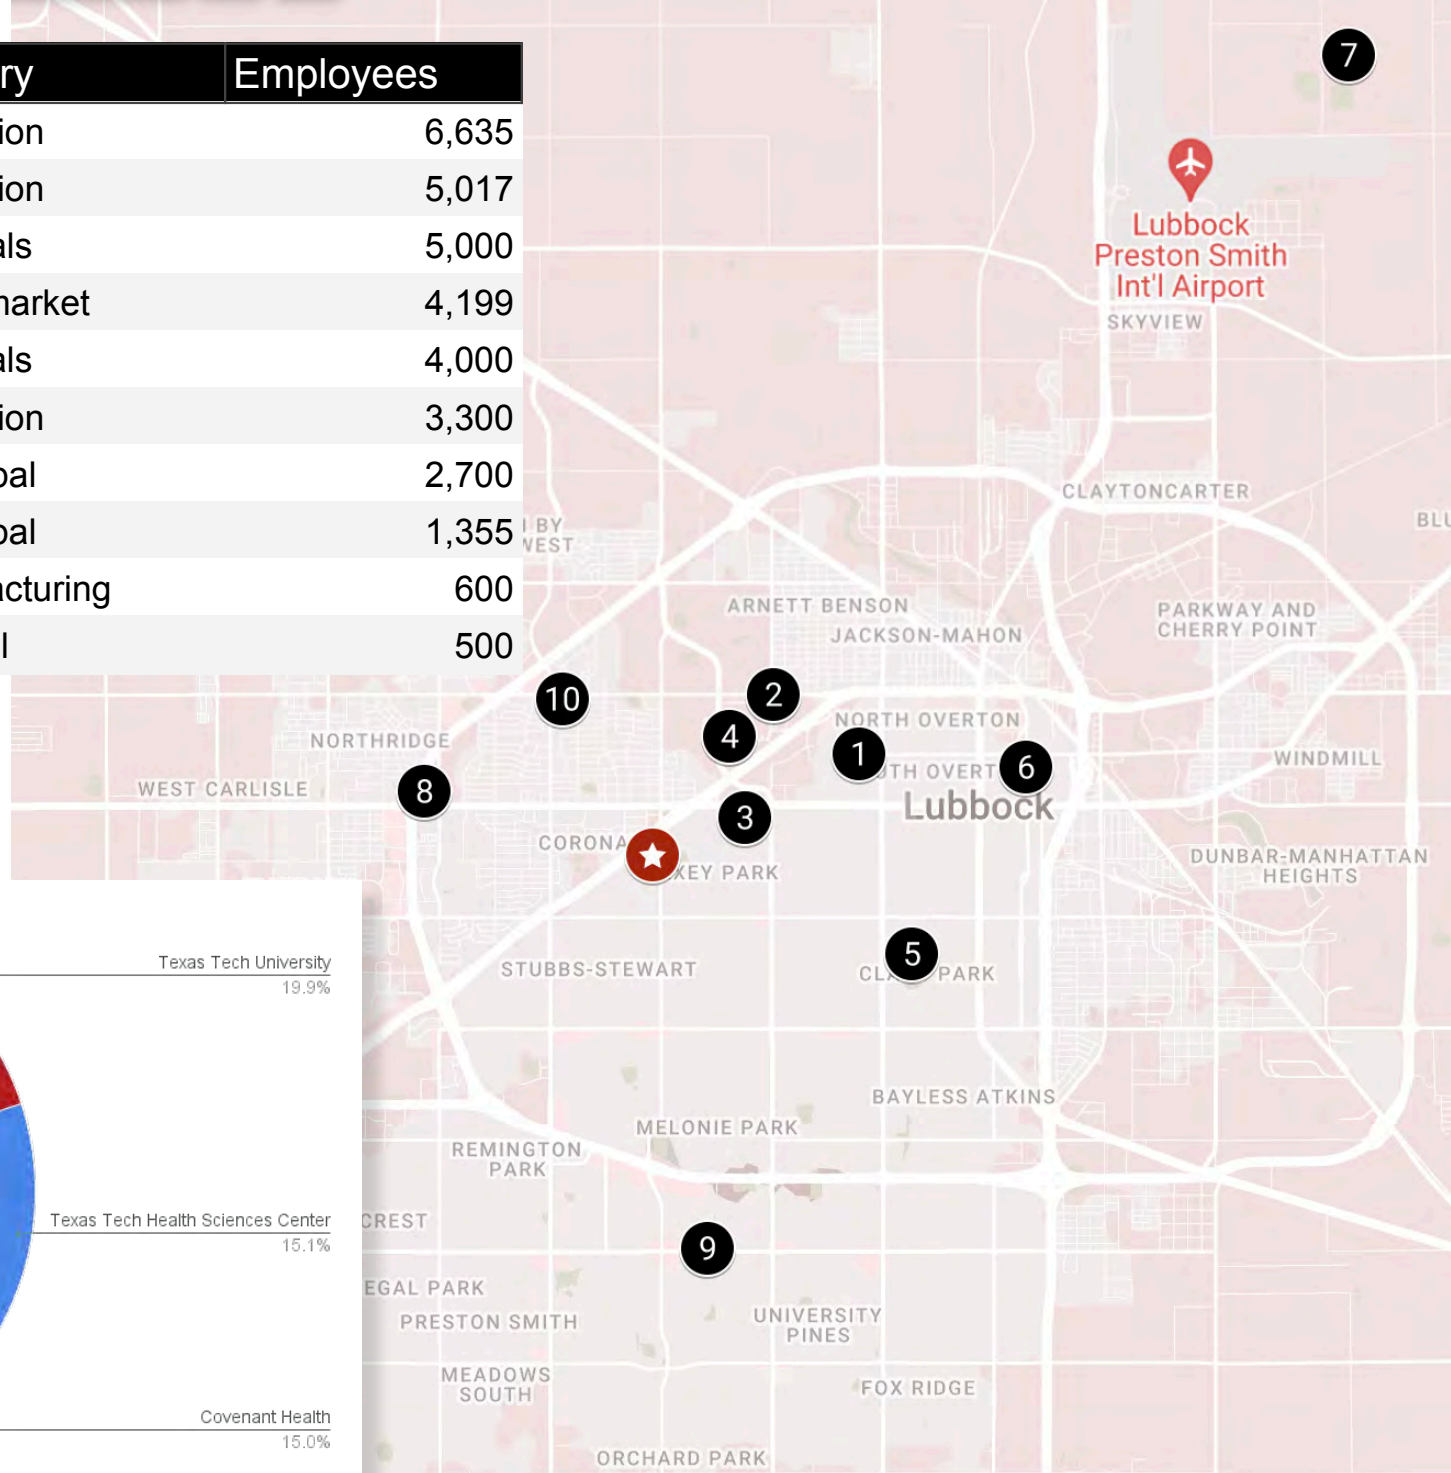 ry Employees
ion 6,635
ion 5,017
als 5,000
narket 4,199
als 4,000
ion 3,300
pal 2,700
pal 1,355
acturing 600
l 500
7
Lubbock
Preston Smith
Int'l Airport
SKYVIEW
CLAYTONCARTER
BLU
BY
WEST
ARNETT BENSON
JACKSON-MAHON
PARKWAY AND
CHERRY POINT
10
2
4
NORTH OVERTON
1
6
UTH OVERT
Lubbock
NORTHRIDGE
WEST CARLISLE
8
3
WINDMILL
CORONA
XEY PARK
DUNBAR-MANHATTAN
HEIGHTS
STUBBS-STEWART
5
CL PARK
BAYLESS ATKINS
MELONIE PARK
REMINGTON
PARK
CREST
9
EGAL PARK
PRESTON SMITH
UNIVERSITY
PINES
MEADOWS
SOUTH
FOX RIDGE
ORCHARD PARK
Texas Tech University
19.9%
Texas Tech Health Sciences Center
15.1%
Covenant Health
15.0%